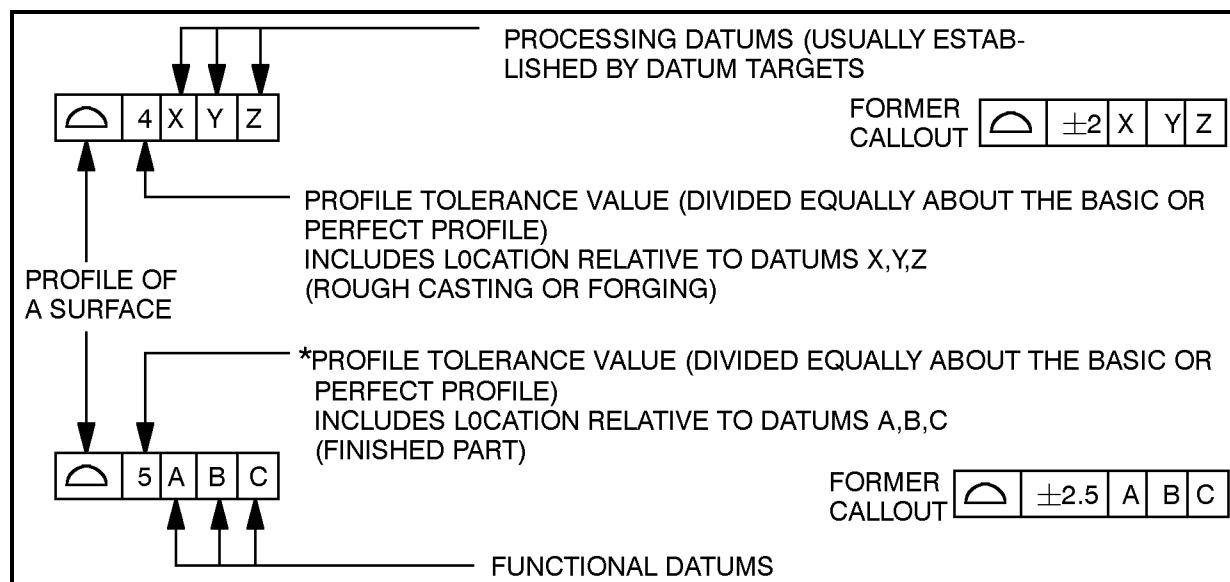 PROCESSING DATUMS (USUALLY ESTAB-
LISHED BY DATUM TARGETS
4 X Y Z
FORMER
CALLOUT
±2 X Y Z
PROFILE TOLERANCE VALUE (DIVIDED EQUALLY ABOUT THE BASIC OR
PERFECT PROFILE)
INCLUDES L0CATION RELATIVE TO DATUMS X,Y,Z
(ROUGH CASTING OR FORGING)
PROFILE OF
A SURFACE
*PROFILE TOLERANCE VALUE (DIVIDED EQUALLY ABOUT THE BASIC OR
PERFECT PROFILE)
INCLUDES L0CATION RELATIVE TO DATUMS A,B,C
(FINISHED PART)
5 A B C
FORMER
CALLOUT
±2.5 A B C
FUNCTIONAL DATUMS